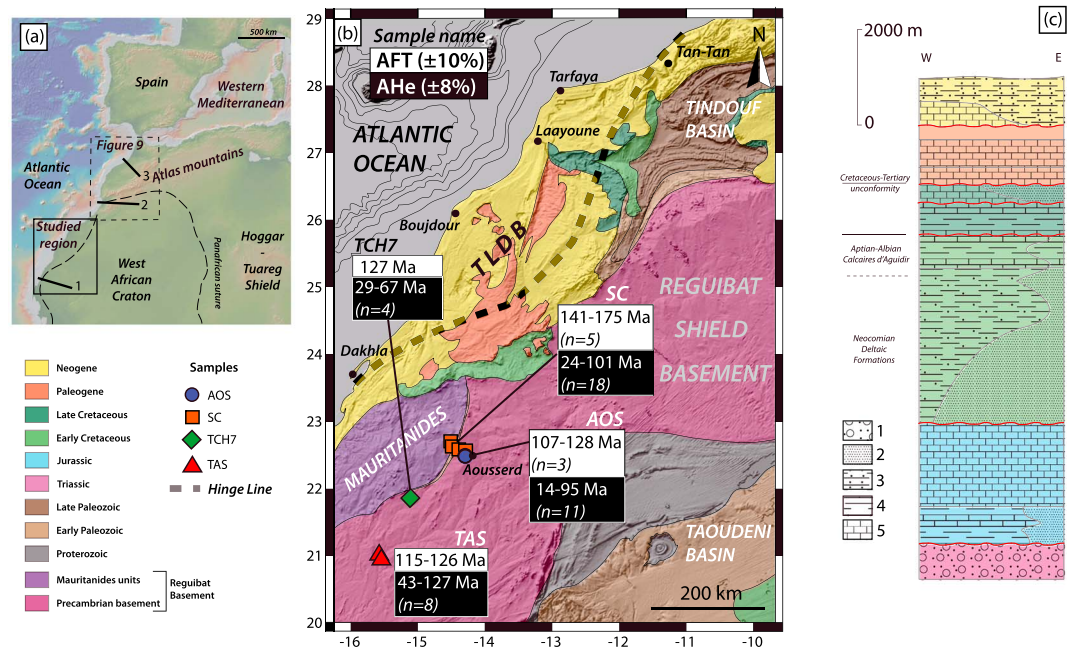 (a)
500 km
Spain
Western
Mediterranean
Figure 9
Atlantic
Ocean
3 Atlas mountains
2
Studied
region
1
West
African
Craton
Panafrican suture
Hoggar
-
Tuareg
Shield
Neogene
Paleogene
Late Cretaceous
Early Cretaceous
Jurassic
Triassic
Late Paleozoic
Early Paleozoic
Proterozoic
Mauritanides units
Precambrian basement
Reguibat
Basement
Samples
AOS
SC
TCH7
TAS
Hinge Line
(b)
Sample name
AFT (±10%)
AHe (±8%)
N
Tan-Tan
Tarfaya
TINDOUF
BASIN
ATLANTIC
OCEAN
Laayoune
Boujdour
TLDB
TCH7
127 Ma
29-67 Ma
(n=4)
SC
141-175 Ma
(n=5)
24-101 Ma
(n=18)
REGUIBAT
SHIELD
BASEMENT
Dakhla
MAURITANIDES
AOS
107-128 Ma
(n=3)
14-95 Ma
(n=11)
Aousserd
TAS
115-126 Ma
43-127 Ma
(n=8)
TAOUDENI
BASIN
200 km
29
28
27
26
25
24
23
22
21
20
-16
-15
-14
-13
-12
-11
-10
(c)
2000 m
0
W
E
Cretaceous-Tertiary
unconformity
Aptian-Albian
Calcaires d'Aguidir
Neocomian
Deltaic
Formations
1
2
3
4
5